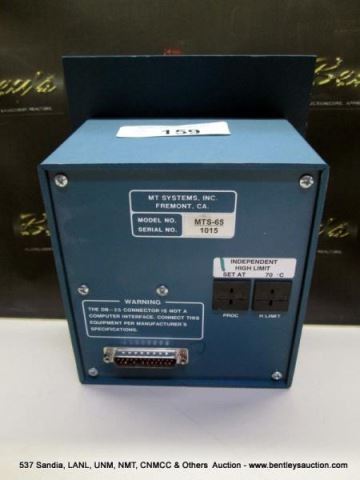 159
MT SYSTEMS, INC.
FREMONT, CA.
MODEL NO. MTS-65
SERIAL NO. 1015
INDEPENDENT
HIGH LIMIT
SET AT 70 °C
PROC H LIMIT
WARNING
THE DB-25 CONNECTOR IS NOT A
COMPUTER INTERFACE. CONNECT THIS
EQUIPMENT PER MANUFACTURER'S
SPECIFICATIONS.
537 Sandia, LANL, UNM, NMT, CNMCC & Others Auction - www.bentleysauction.com